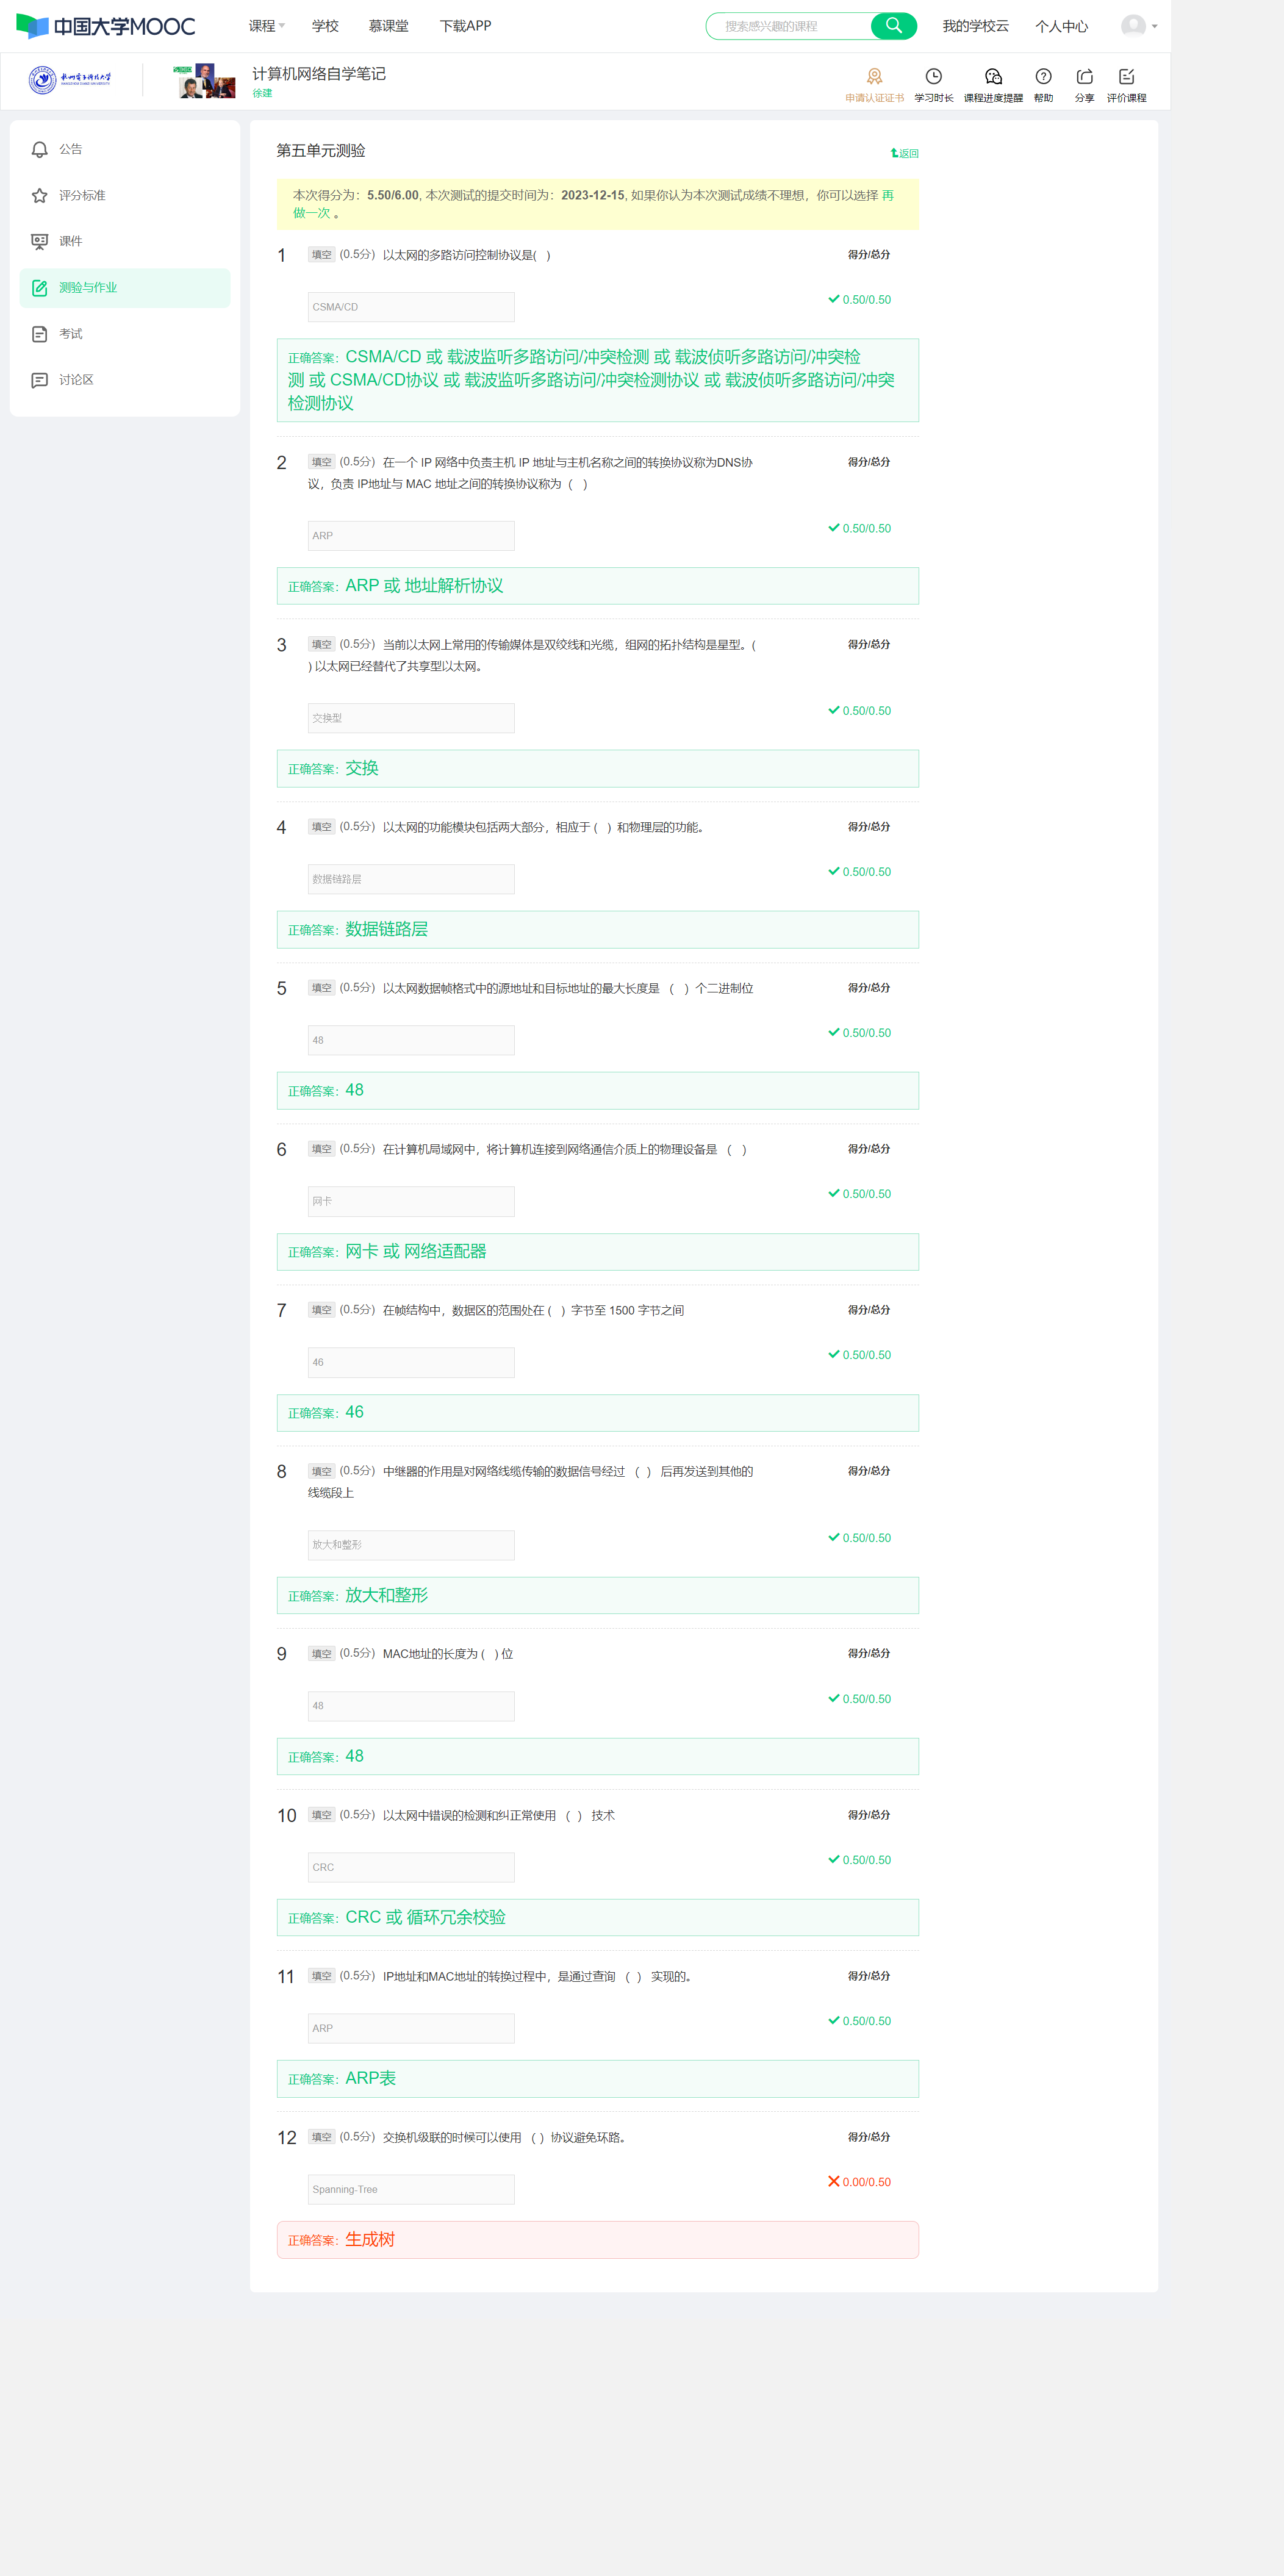 中国大学MOOC 课程 学校 慕课堂 下载APP 搜索感兴趣的课程 我的学校云 个人中心
杭州电子科技大学
HANGZHOU DIANZI UNIVERSITY
计算机网络自学笔记
徐建
申请认证证书 学习时长 课程进度提醒 帮助 分享 评价课程
公告
评分标准
课件
测验与作业
考试
讨论区
第五单元测验
返回
本次得分为：5.50/6.00, 本次测试的提交时间为：2023-12-15, 如果你认为本次测试成绩不理想，你可以选择 再
做一次 。
1 填空 (0.5分) 以太网的多路访问控制协议是( ) 得分/总分
CSMA/CD 0.50/0.50
正确答案：CSMA/CD 或 载波监听多路访问/冲突检测 或 载波侦听多路访问/冲突检
测 或 CSMA/CD协议 或 载波监听多路访问/冲突检测协议 或 载波侦听多路访问/冲突
检测协议
2 填空 (0.5分) 在一个 IP 网络中负责主机 IP 地址与主机名称之间的转换协议称为DNS协 得分/总分
议，负责 IP地址与 MAC 地址之间的转换协议称为（ ）
ARP 0.50/0.50
正确答案：ARP 或 地址解析协议
3 填空 (0.5分) 当前以太网上常用的传输媒体是双绞线和光缆，组网的拓扑结构是星型。( 得分/总分
) 以太网已经替代了共享型以太网。
交换型 0.50/0.50
正确答案：交换
4 填空 (0.5分) 以太网的功能模块包括两大部分，相应于 ( ) 和物理层的功能。 得分/总分
数据链路层 0.50/0.50
正确答案：数据链路层
5 填空 (0.5分) 以太网数据帧格式中的源地址和目标地址的最大长度是 （ ）个二进制位 得分/总分
48 0.50/0.50
正确答案：48
6 填空 (0.5分) 在计算机局域网中，将计算机连接到网络通信介质上的物理设备是 （ ） 得分/总分
网卡 0.50/0.50
正确答案：网卡 或 网络适配器
7 填空 (0.5分) 在帧结构中，数据区的范围处在 ( ) 字节至 1500 字节之间 得分/总分
46 0.50/0.50
正确答案：46
8 填空 (0.5分) 中继器的作用是对网络线缆传输的数据信号经过 （ ） 后再发送到其他的 得分/总分
线缆段上
放大和整形 0.50/0.50
正确答案：放大和整形
9 填空 (0.5分) MAC地址的长度为 ( ) 位 得分/总分
48 0.50/0.50
正确答案：48
10 填空 (0.5分) 以太网中错误的检测和纠正常使用 （ ） 技术 得分/总分
CRC 0.50/0.50
正确答案：CRC 或 循环冗余校验
11 填空 (0.5分) IP地址和MAC地址的转换过程中，是通过查询 （ ） 实现的。 得分/总分
ARP 0.50/0.50
正确答案：ARP表
12 填空 (0.5分) 交换机级联的时候可以使用 （ ）协议避免环路。 得分/总分
Spanning-Tree 0.00/0.50
正确答案：生成树